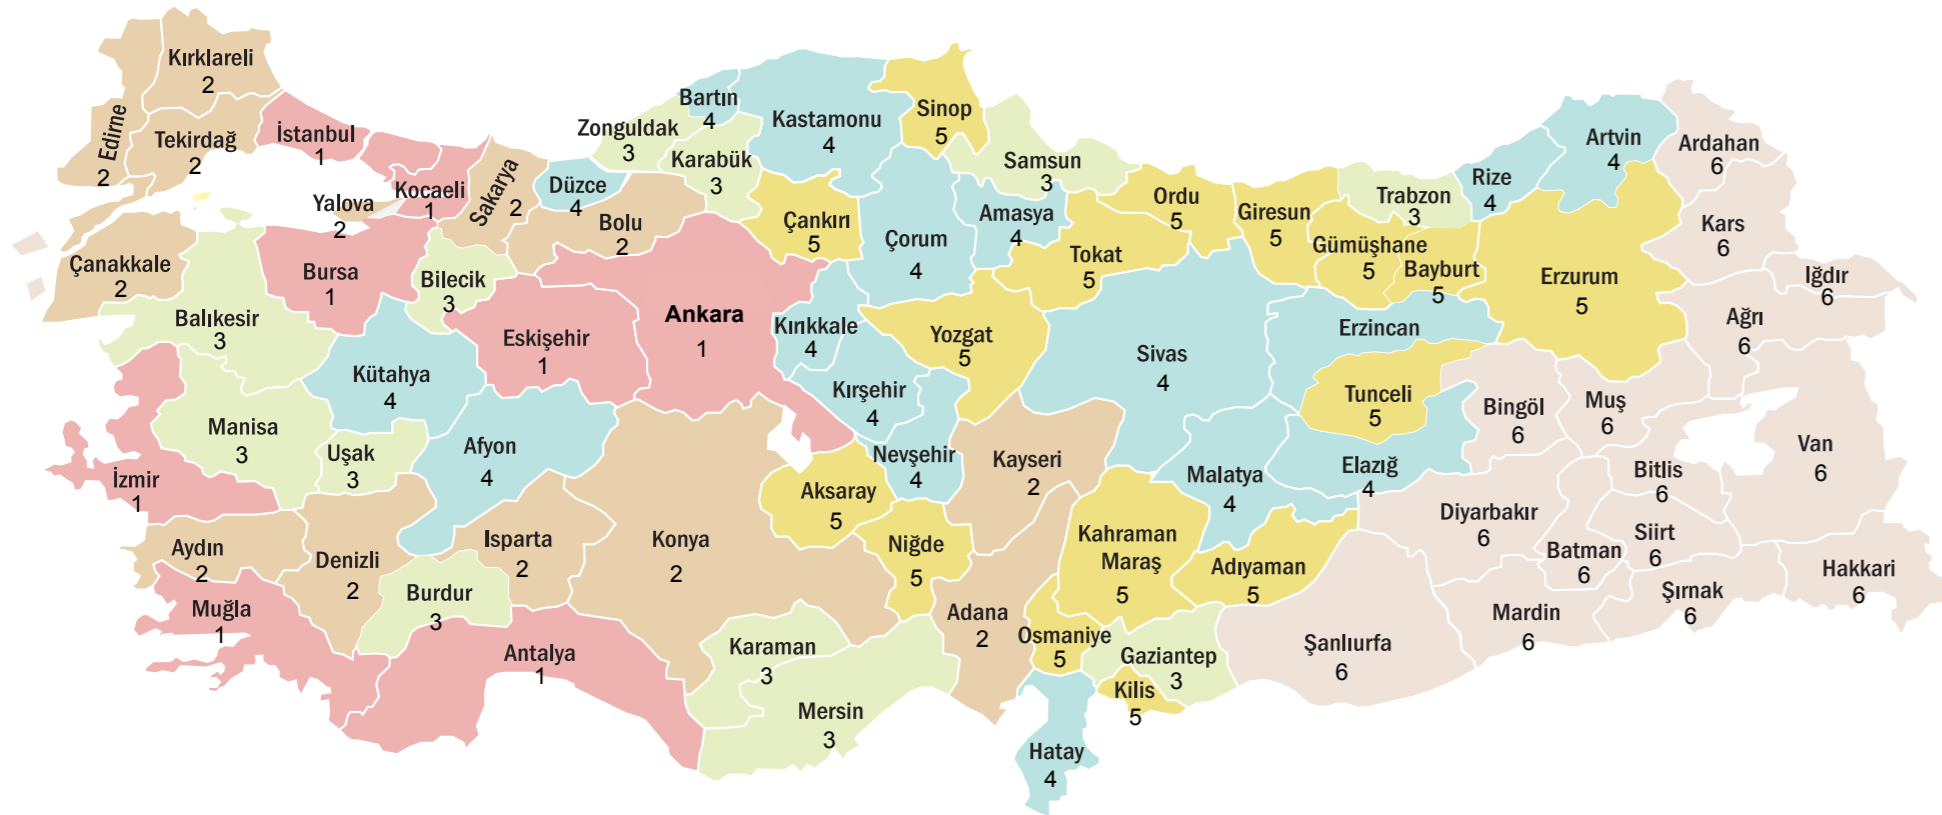 Kırklareli
2
Edirne
2
Tekirdağ
2
İstanbul
1
Kocaeli
1
Yalova
2
Sakarya
2
Düzce
4
Bolu
2
Zonguldak
3
Bartın
4
Karabük
3
Kastamonu
4
Sinop
5
Çankırı
5
Çorum
4
Samsun
3
Amasya
4
Tokat
5
Ordu
5
Giresun
5
Gümüşhane
5
Trabzon
3
Bayburt
5
Rize
4
Artvin
4
Ardahan
6
Kars
6
Iğdır
6
Erzurum
5
Ağrı
6
Çanakkale
2
Balıkesir
3
Bursa
1
Bilecik
3
Kütahya
4
Eskişehir
1
Ankara
1
Kırıkkale
4
Kırşehir
4
Yozgat
5
Sivas
4
Erzincan
Tunceli
5
Bingöl
6
Muş
6
Bitlis
6
Van
6
Manisa
3
Uşak
3
İzmir
1
Afyon
4
Nevşehir
4
Aksaray
5
Kayseri
2
Malatya
4
Elazığ
4
Diyarbakır
6
Batman
6
Siirt
6
Şırnak
6
Hakkari
6
Aydın
2
Denizli
2
Isparta
2
Burdur
3
Konya
2
Niğde
5
Kahraman
Maraş
5
Adıyaman
5
Mardin
6
Şanlıurfa
6
Muğla
1
Antalya
1
Karaman
3
Mersin
3
Adana
2
Osmaniye
5
Gaziantep
3
Kilis
5
Hatay
4